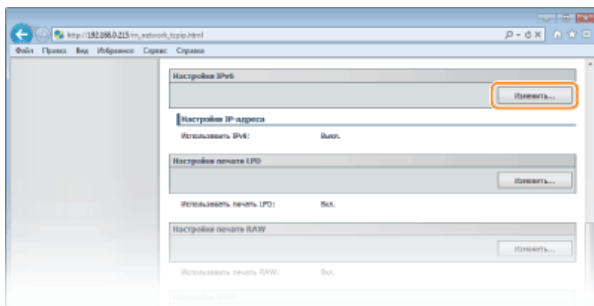 http://192.168.0.215/m_network_tcpip.html
Файл Правка Вид Избранное Сервис Справка
Настройки IPv6
Изменить...
Настройки IP-адреса
Использовать IPv6: Выкл.
Настройки печати LPD
Изменить...
Использовать печать LPD: Вкл.
Настройки печати RAW
Изменить...
Использовать печать RAW: Вкл.